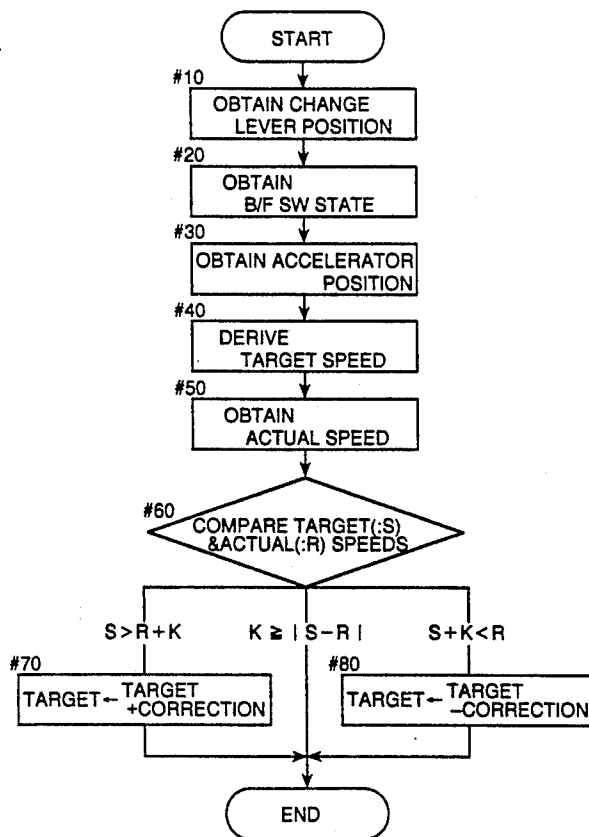 START
#10
OBTAIN CHANGE
LEVER POSITION
#20
OBTAIN
B/F SW STATE
#30
OBTAIN ACCELERATOR
POSITION
#40
DERIVE
TARGET SPEED
#50
OBTAIN
ACTUAL SPEED
#60
COMPARE TARGET(:S)
&ACTUAL(:R) SPEEDS
S>R+K
K ≧ | S−R |
S+K<R
#70
TARGET ← TARGET
+CORRECTION
#80
TARGET ← TARGET
−CORRECTION
END